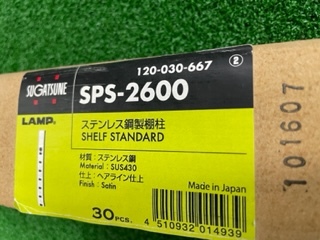 120-030-667 ②
SUGATSUNE
SPS-2600
LAMP®
ステンレス鋼製棚柱
SHELF STANDARD
材質:ステンレス鋼
Material : SUS430
仕上:ヘアライン仕上
Finish : Satin
Made in Japan
30PCS.
4 510932 014939
101607